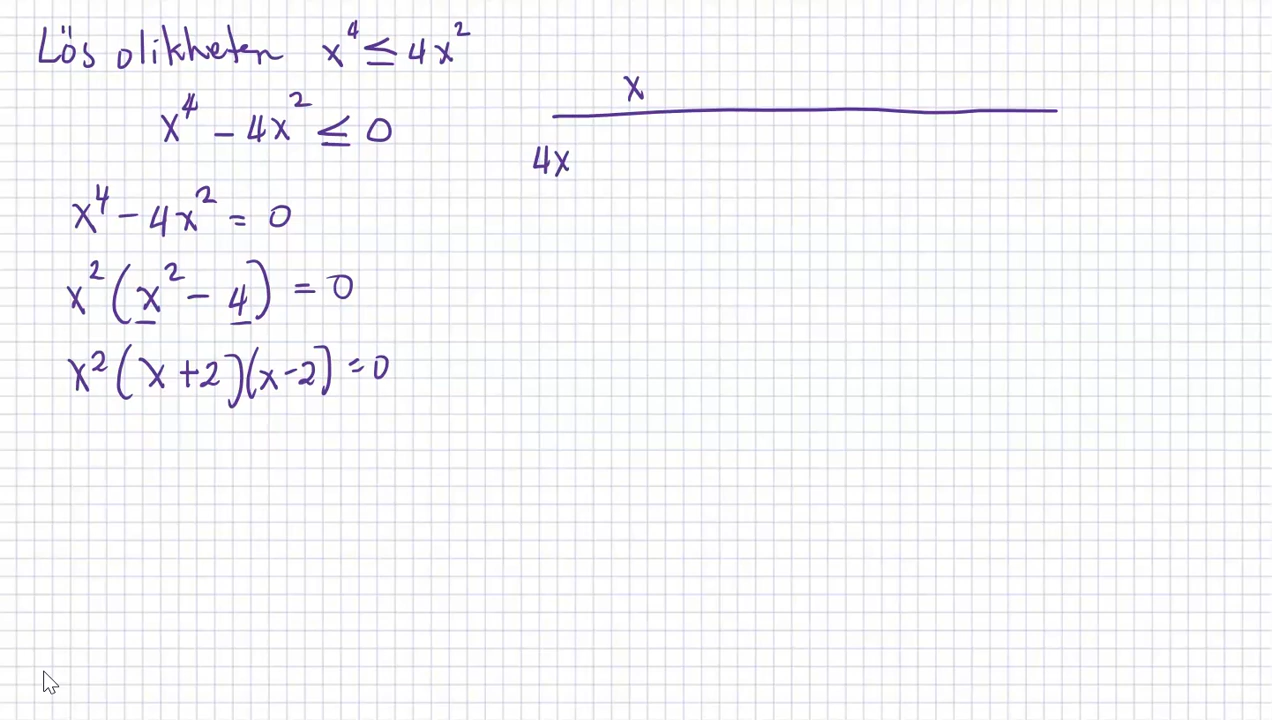 Lös olikheten x⁴ ≤ 4x²
x⁴ - 4x² ≤ 0
x⁴ - 4x² = 0
x² (x² - 4) = 0
x² (x + 2)(x - 2) = 0
x
4x